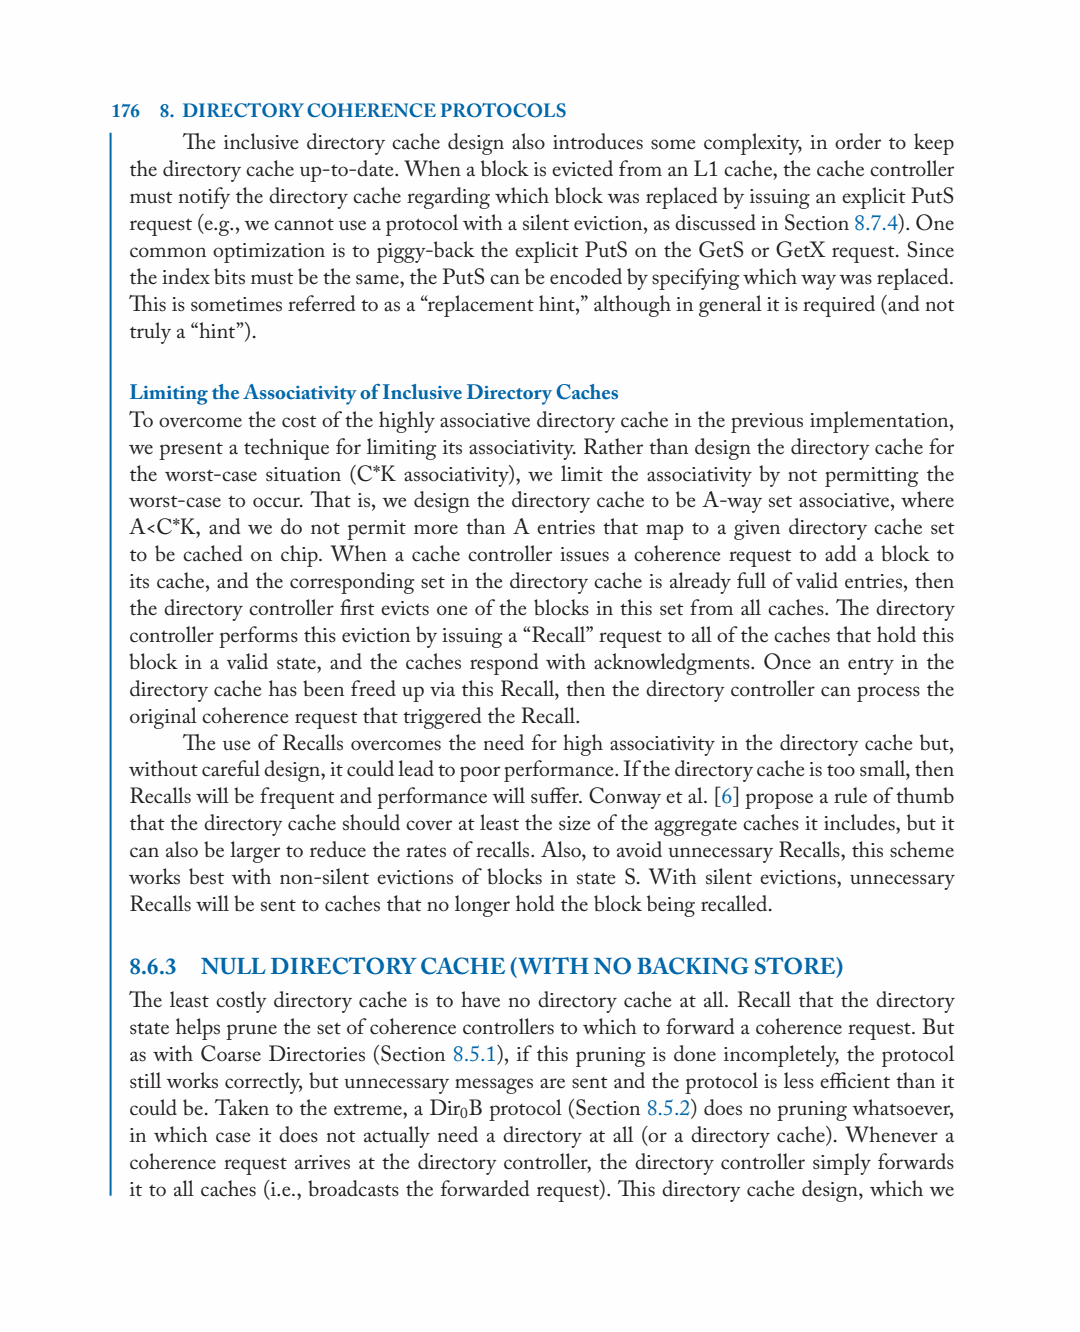 176 8. DIRECTORY COHERENCE PROTOCOLS
The inclusive directory cache design also introduces some complexity, in order to keep
the directory cache up-to-date. When a block is evicted from an L1 cache, the cache controller
must notify the directory cache regarding which block was replaced by issuing an explicit PutS
request (e.g., we cannot use a protocol with a silent eviction, as discussed in Section 8.7.4). One
common optimization is to piggy-back the explicit PutS on the GetS or GetX request. Since
the index bits must be the same, the PutS can be encoded by specifying which way was replaced.
This is sometimes referred to as a “replacement hint,” although in general it is required (and not
truly a “hint”).
Limiting the Associativity of Inclusive Directory Caches
To overcome the cost of the highly associative directory cache in the previous implementation,
we present a technique for limiting its associativity. Rather than design the directory cache for
the worst-case situation (C*K associativity), we limit the associativity by not permitting the
worst-case to occur. That is, we design the directory cache to be A-way set associative, where
A<C*K, and we do not permit more than A entries that map to a given directory cache set
to be cached on chip. When a cache controller issues a coherence request to add a block to
its cache, and the corresponding set in the directory cache is already full of valid entries, then
the directory controller first evicts one of the blocks in this set from all caches. The directory
controller performs this eviction by issuing a “Recall” request to all of the caches that hold this
block in a valid state, and the caches respond with acknowledgments. Once an entry in the
directory cache has been freed up via this Recall, then the directory controller can process the
original coherence request that triggered the Recall.
The use of Recalls overcomes the need for high associativity in the directory cache but,
without careful design, it could lead to poor performance. If the directory cache is too small, then
Recalls will be frequent and performance will suffer. Conway et al. [6] propose a rule of thumb
that the directory cache should cover at least the size of the aggregate caches it includes, but it
can also be larger to reduce the rates of recalls. Also, to avoid unnecessary Recalls, this scheme
works best with non-silent evictions of blocks in state S. With silent evictions, unnecessary
Recalls will be sent to caches that no longer hold the block being recalled.
8.6.3 NULL DIRECTORY CACHE (WITH NO BACKING STORE)
The least costly directory cache is to have no directory cache at all. Recall that the directory
state helps prune the set of coherence controllers to which to forward a coherence request. But
as with Coarse Directories (Section 8.5.1), if this pruning is done incompletely, the protocol
still works correctly, but unnecessary messages are sent and the protocol is less efficient than it
could be. Taken to the extreme, a Dir₀B protocol (Section 8.5.2) does no pruning whatsoever,
in which case it does not actually need a directory at all (or a directory cache). Whenever a
coherence request arrives at the directory controller, the directory controller simply forwards
it to all caches (i.e., broadcasts the forwarded request). This directory cache design, which we